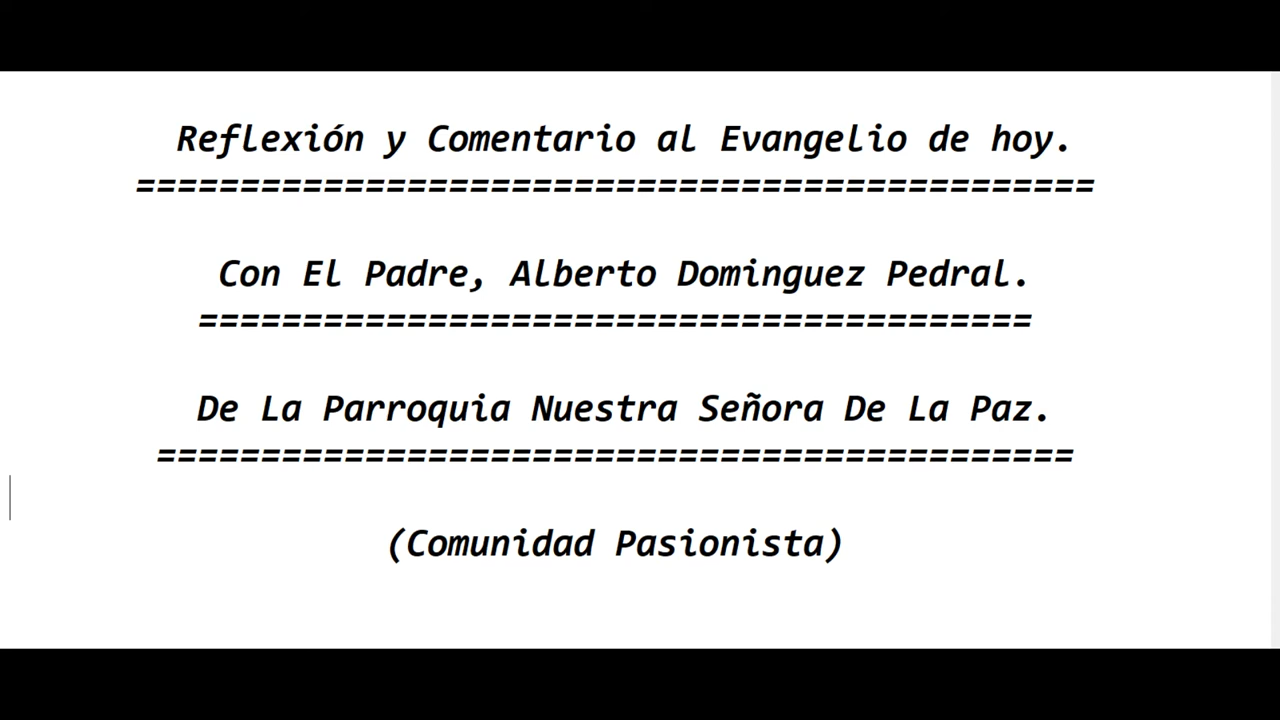 Reflexión y Comentario al Evangelio de hoy.
==============================================
Con El Padre, Alberto Dominguez Pedral.
========================================
De La Parroquia Nuestra Señora De La Paz.
============================================
(Comunidad Pasionista)